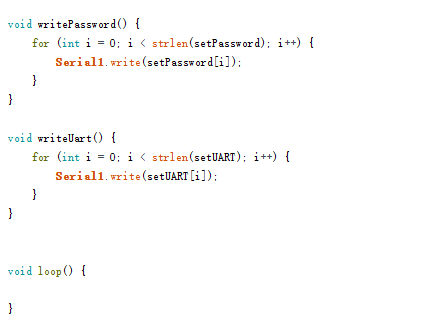 void writePassword() {
for (int i = 0; i < strlen(setPassword); i++) {
Serial1.write(setPassword[i]);
}
}
void writeUart() {
for (int i = 0; i < strlen(setUART); i++) {
Serial1.write(setUART[i]);
}
}
void loop() {
}